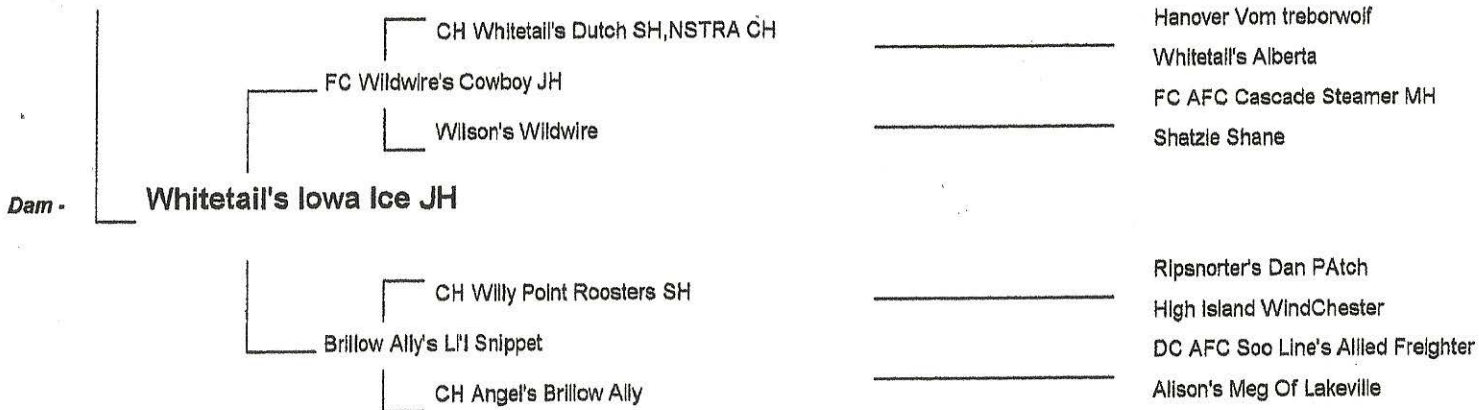 Hanover Vom treborwolf
CH Whitetail's Dutch SH,NSTRA CH
Whitetail's Alberta
FC Wildwire's Cowboy JH
FC AFC Cascade Steamer MH
Wilson's Wildwire
Shatzie Shane
Dam - Whitetail's Iowa Ice JH
Ripsnorter's Dan PAtch
CH Willy Point Roosters SH
High Island WindChester
Brillow Ally's Li'l Snippet
DC AFC Soo Line's Allied Freighter
CH Angel's Brillow Ally
Alison's Meg Of Lakeville